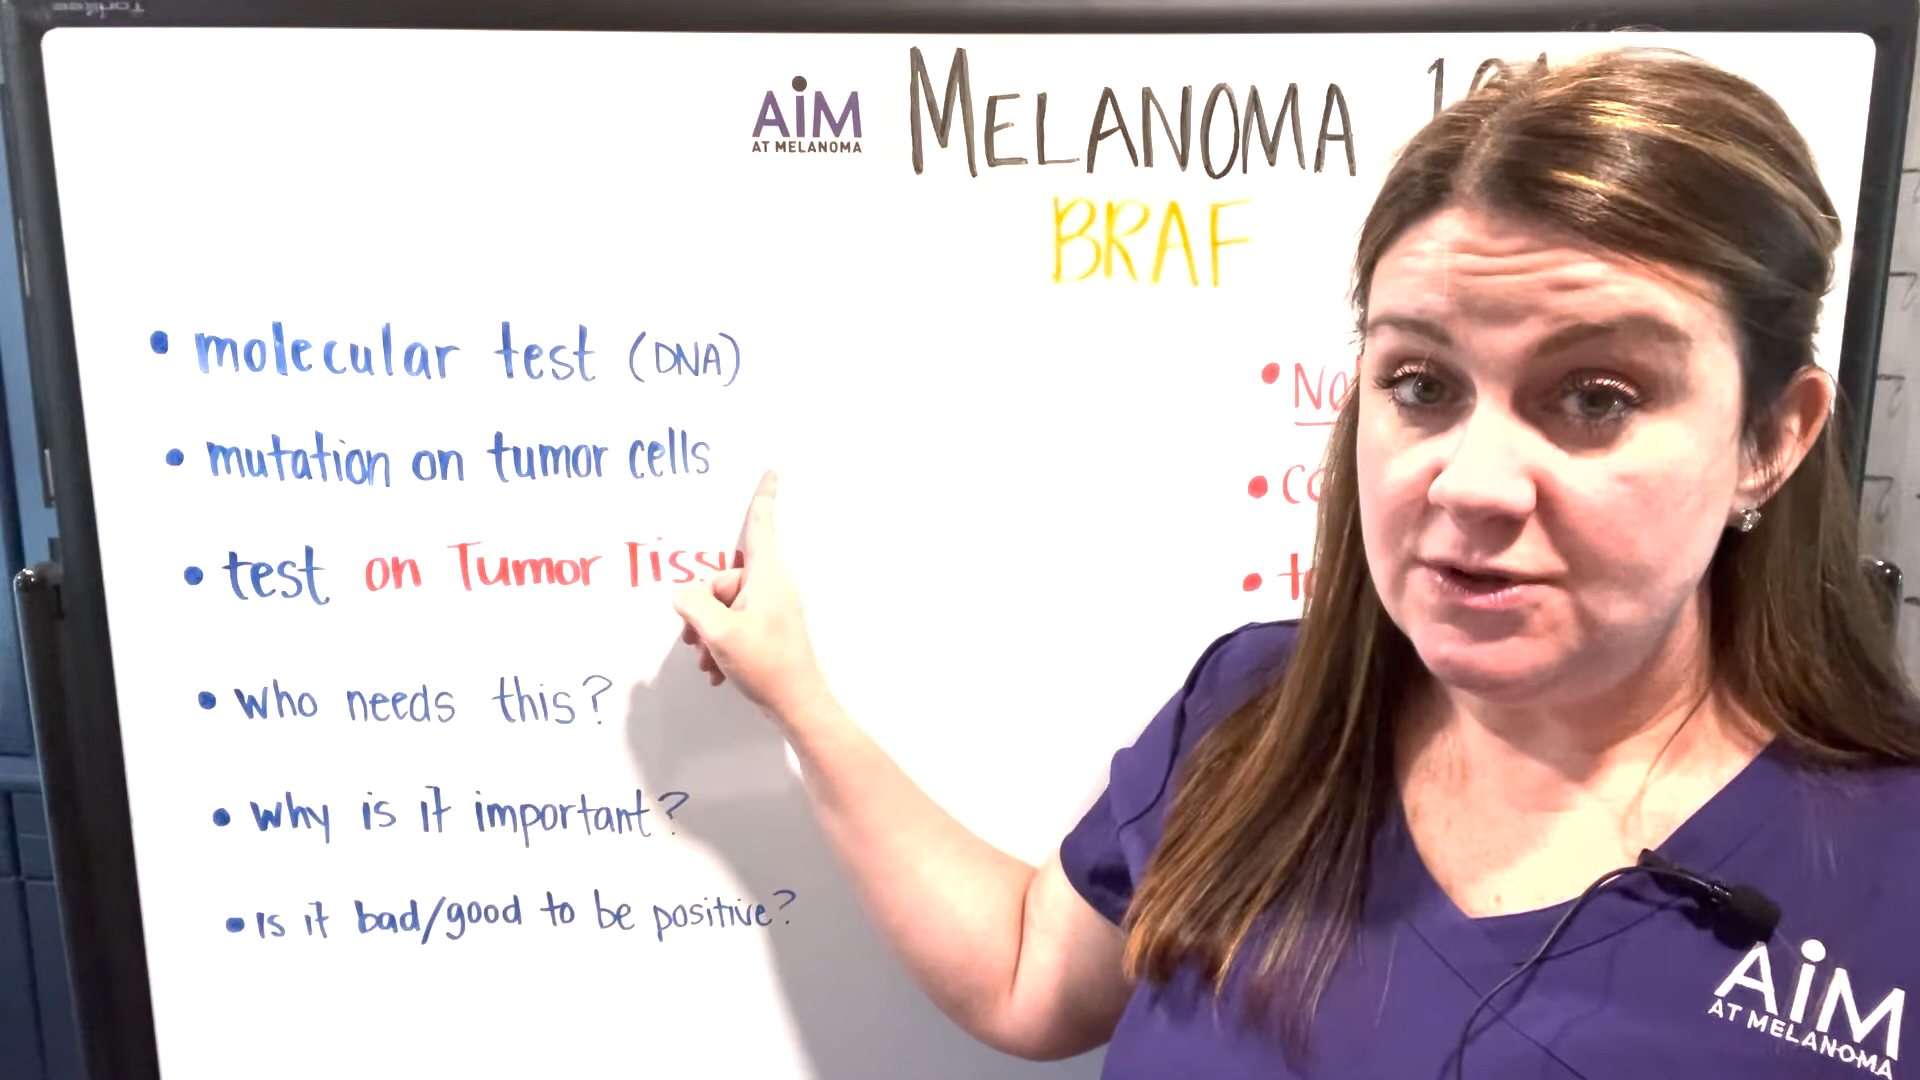 AiM
AT MELANOMA
MELANOMA
BRAF
• molecular test (DNA)
• mutation on tumor cells
• test on Tumor
• who needs this?
• why is it important?
• Is it bad/good to be positive?
AiM
AT MELANOMA